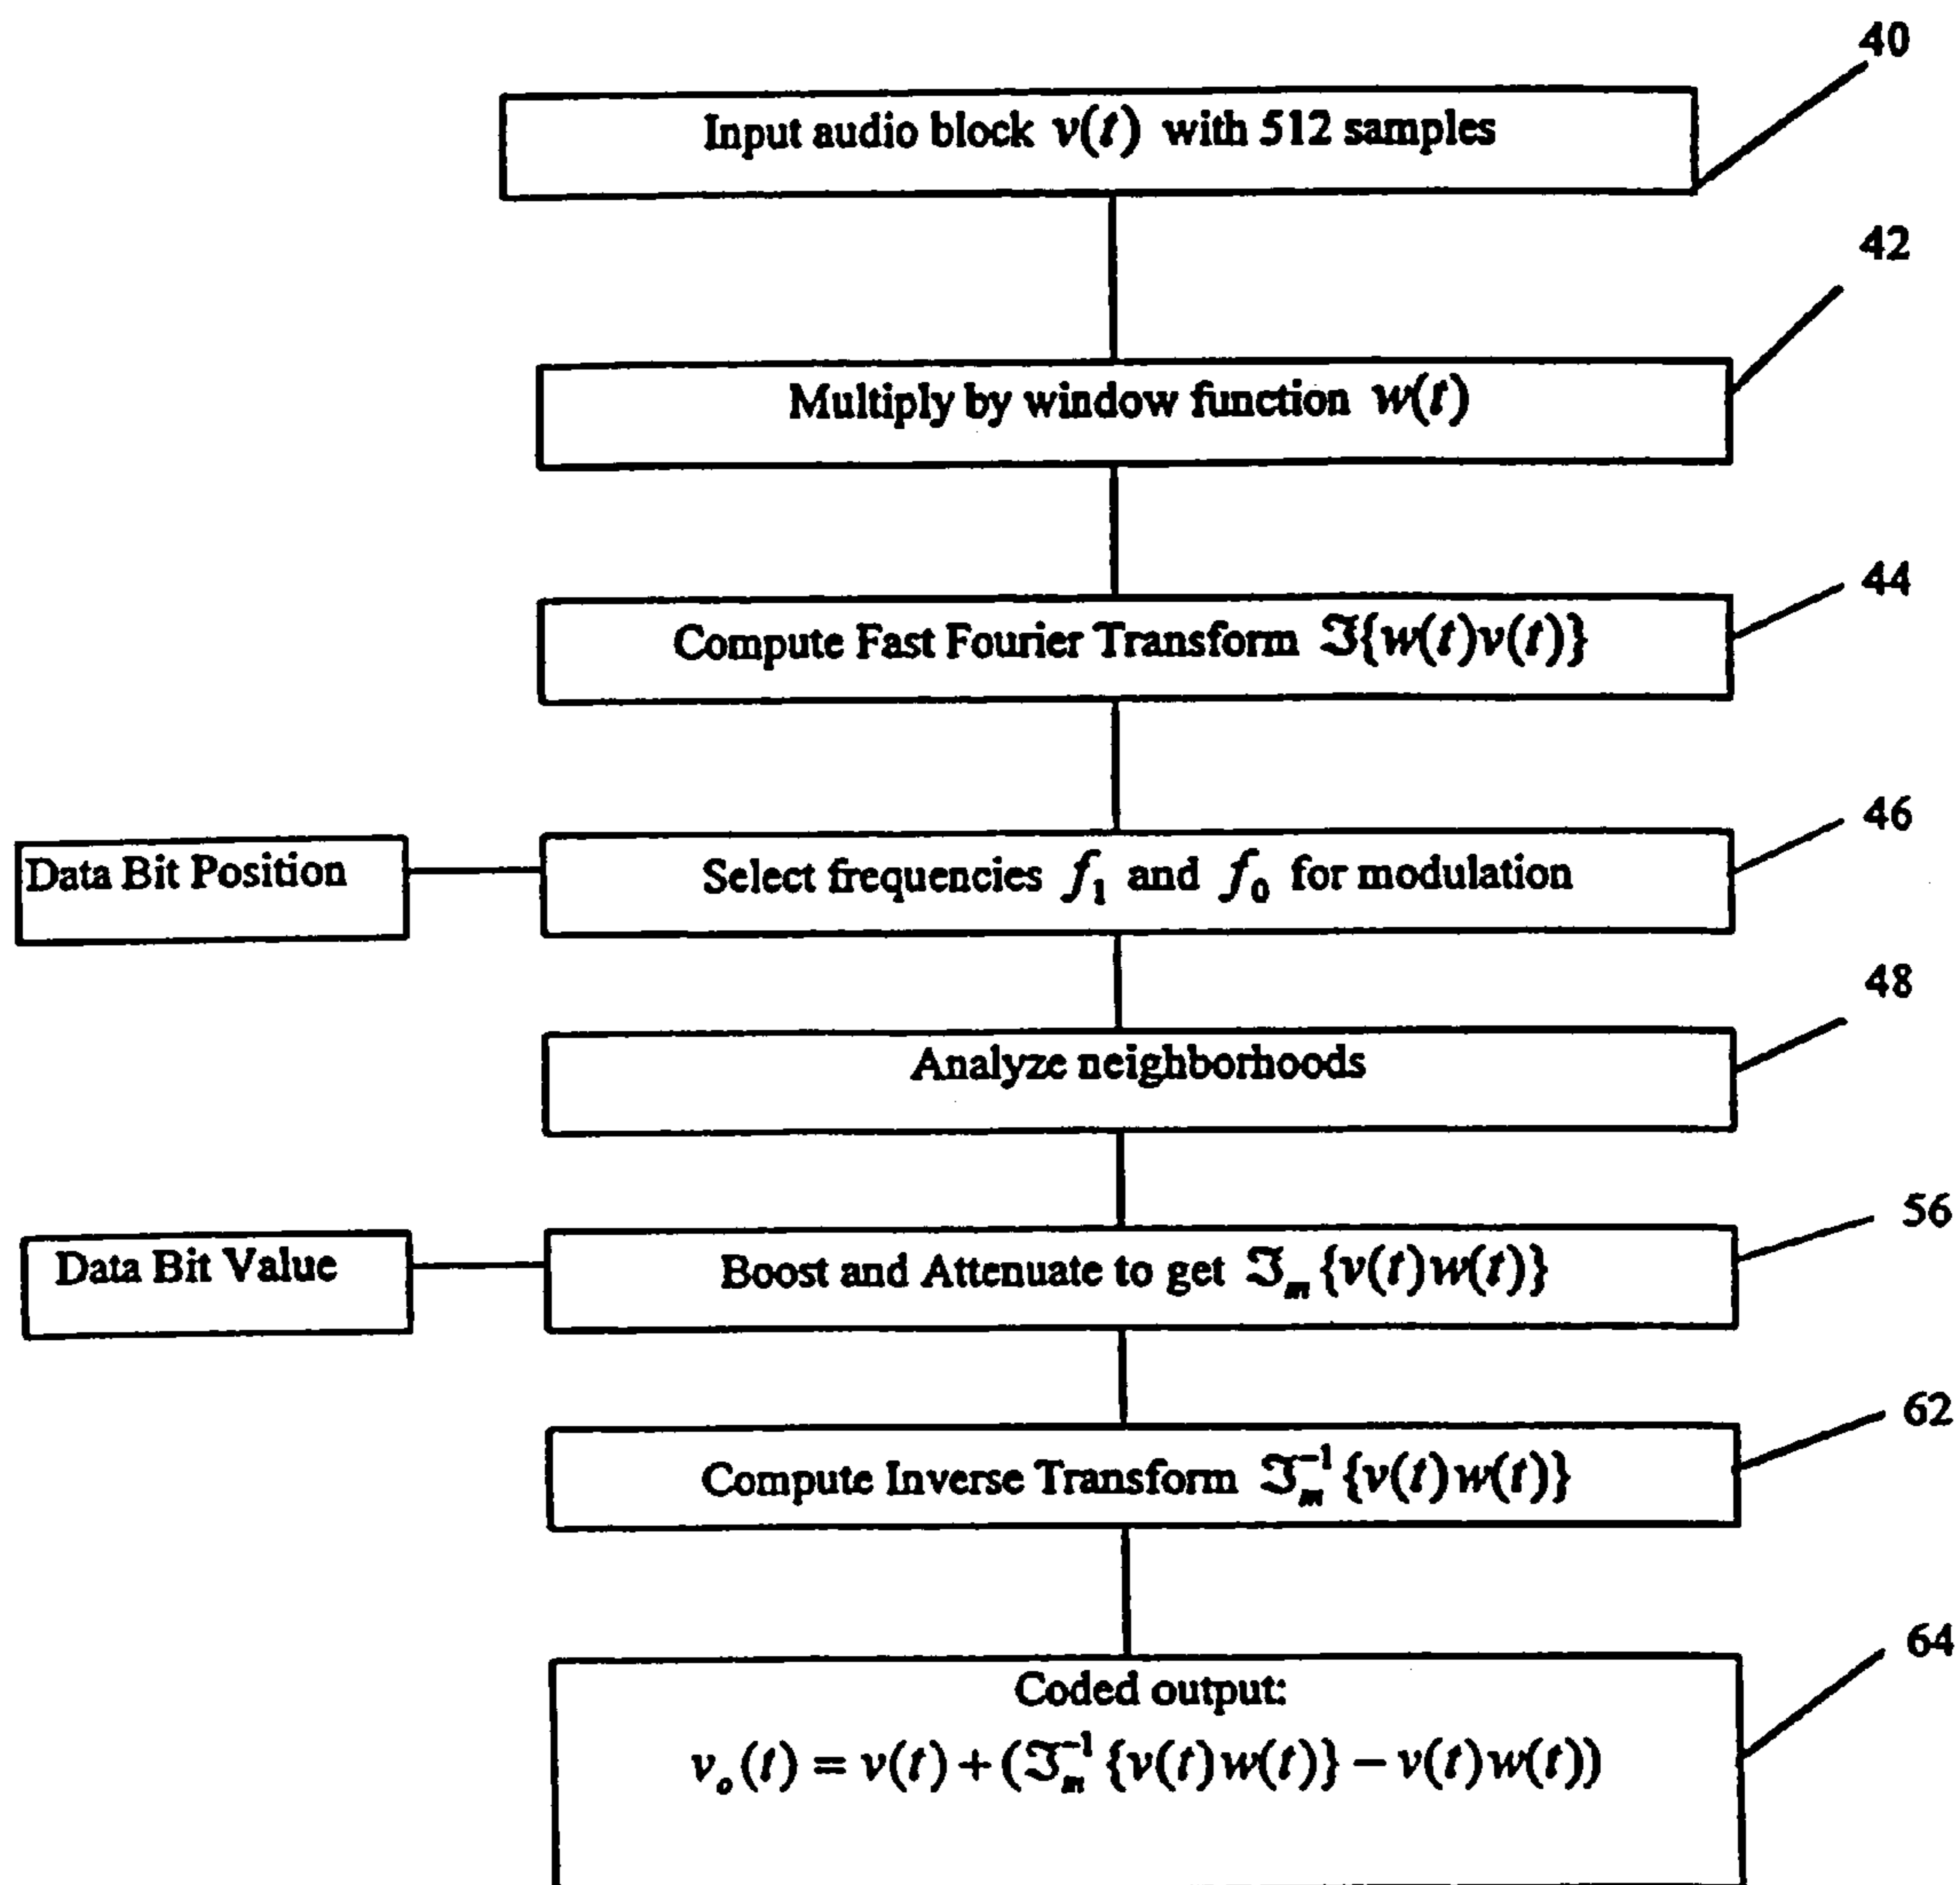 40
Input audio block v(t) with 512 samples
42
Multiply by window function w(t)
44
Compute Fast Fourier Transform ℑ{w(t)v(t)}
46
Data Bit Position
Select frequencies f₁ and f₀ for modulation
48
Analyze neighborhoods
56
Data Bit Value
Boost and Attenuate to get ℑₘ{v(t)w(t)}
62
Compute Inverse Transform ℑₘ⁻¹{v(t)w(t)}
64
Coded output:
vₒ(t) = v(t) + (ℑₘ⁻¹{v(t)w(t)} − v(t)w(t))